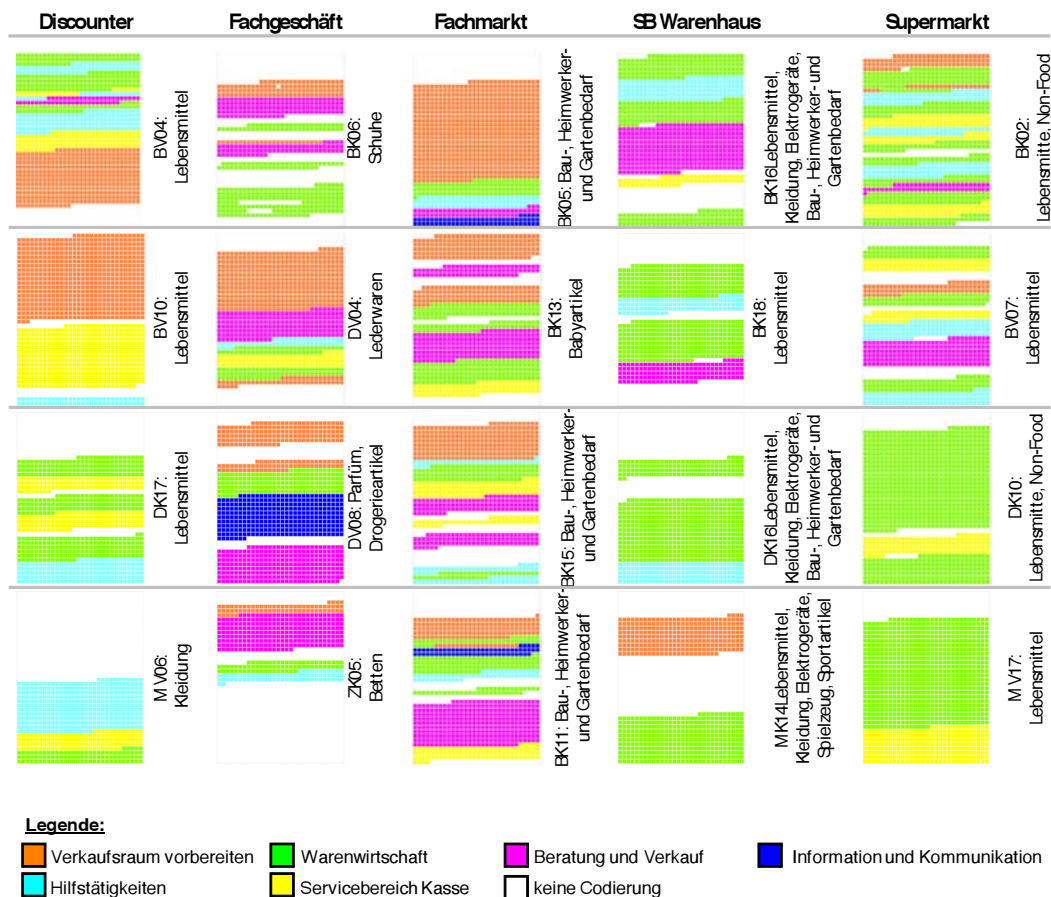 Discounter
Fachgeschäft
Fachmarkt
SB Warenhaus
Supermarkt
BV04:
Lebensmittel
BK06:
Schuhe
BK05: Bau-, Heimwerker-
und Gartenbedarf
BK16Lebensmittel,
Kleidung, Elektrogeräte,
Bau-, Heimwerker- und
Gartenbedarf
BK02:
Lebensmitte, Non-Food
BV10:
Lebensmittel
DV04:
Lederwaren
BK13:
Babyartikel
BK18:
Lebensmittel
BV07:
Lebensmittel
DK17:
Lebensmittel
DV08: Parfüm,
Drogerieartikel
BK15: Bau-, Heimwerker-
und Gartenbedarf
DK16Lebensmittel,
Kleidung, Elektrogeräte,
Bau-, Heimwerker- und
Gartenbedarf
DK10:
Lebensmitte, Non-Food
MV06:
Kleidung
ZK05:
Betten
BK11: Bau-, Heimwerker-
und Gartenbedarf
MK14Lebensmittel,
Kleidung, Elektrogeräte,
Spielzeug, Sportartikel
MV17:
Lebensmittel
Legende:
Verkaufsraum vorbereiten
Warenwirtschaft
Beratung und Verkauf
Information und Kommunikation
Hilfstätigkeiten
Servicebereich Kasse
keine Codierung